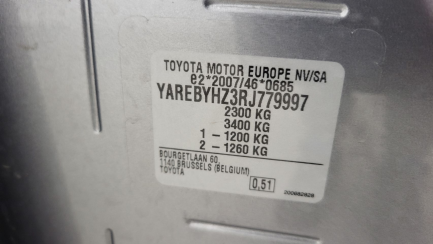 TOYOTA MOTOR EUROPE NV/SA
e2*2007/46*0685
YAREBYHZ3RJ779997
2300 KG
3400 KG
1 - 1200 KG
2 - 1260 KG
BOURGETLAAN 60
1140 BRUSSELS (BELGIUM)
TOYOTA
0,51